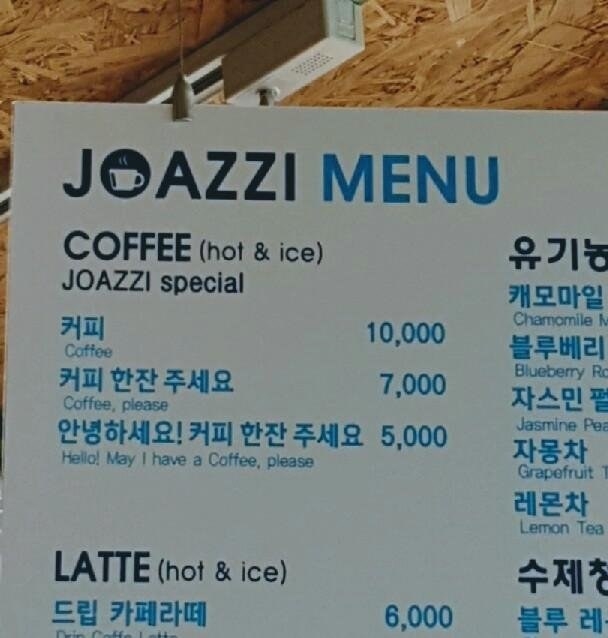 JOAZZI MENU
COFFEE (hot & ice)
JOAZZI special
커피 10,000
Coffee
커피 한잔 주세요 7,000
Coffee, please
안녕하세요! 커피 한잔 주세요 5,000
Hello! May I have a Coffee, please
LATTE (hot & ice)
드립 카페라떼 6,000
Drip Caffe Latte
유기농
캐모마일
Chamomile
블루베리
Blueberry
자스민
Jasmine
자몽차
Grapefruit
레몬차
Lemon Tea
수제청
블루